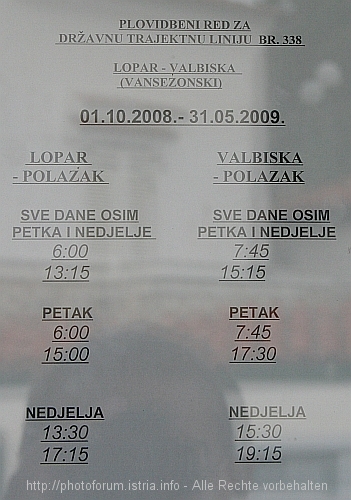 PLOVIDBENI RED ZA
DRŽAVNU TRAJEKTNU LINIJU BR. 338
LOPAR - VALBISKA
(VANSEZONSKI)
01.10.2008.- 31.05.2009.
LOPAR
- POLAZAK
SVE DANE OSIM
PETKA I NEDJELJE
6:00
13:15
PETAK
6:00
15:00
NEDJELJA
13:30
17:15
VALBISKA
- POLAZAK
SVE DANE OSIM
PETKA I NEDJELJE
7:45
15:15
PETAK
7:45
17:30
NEDJELJA
15:30
19:15
http://photoforum.istria.info - Alle Rechte vorbehalten